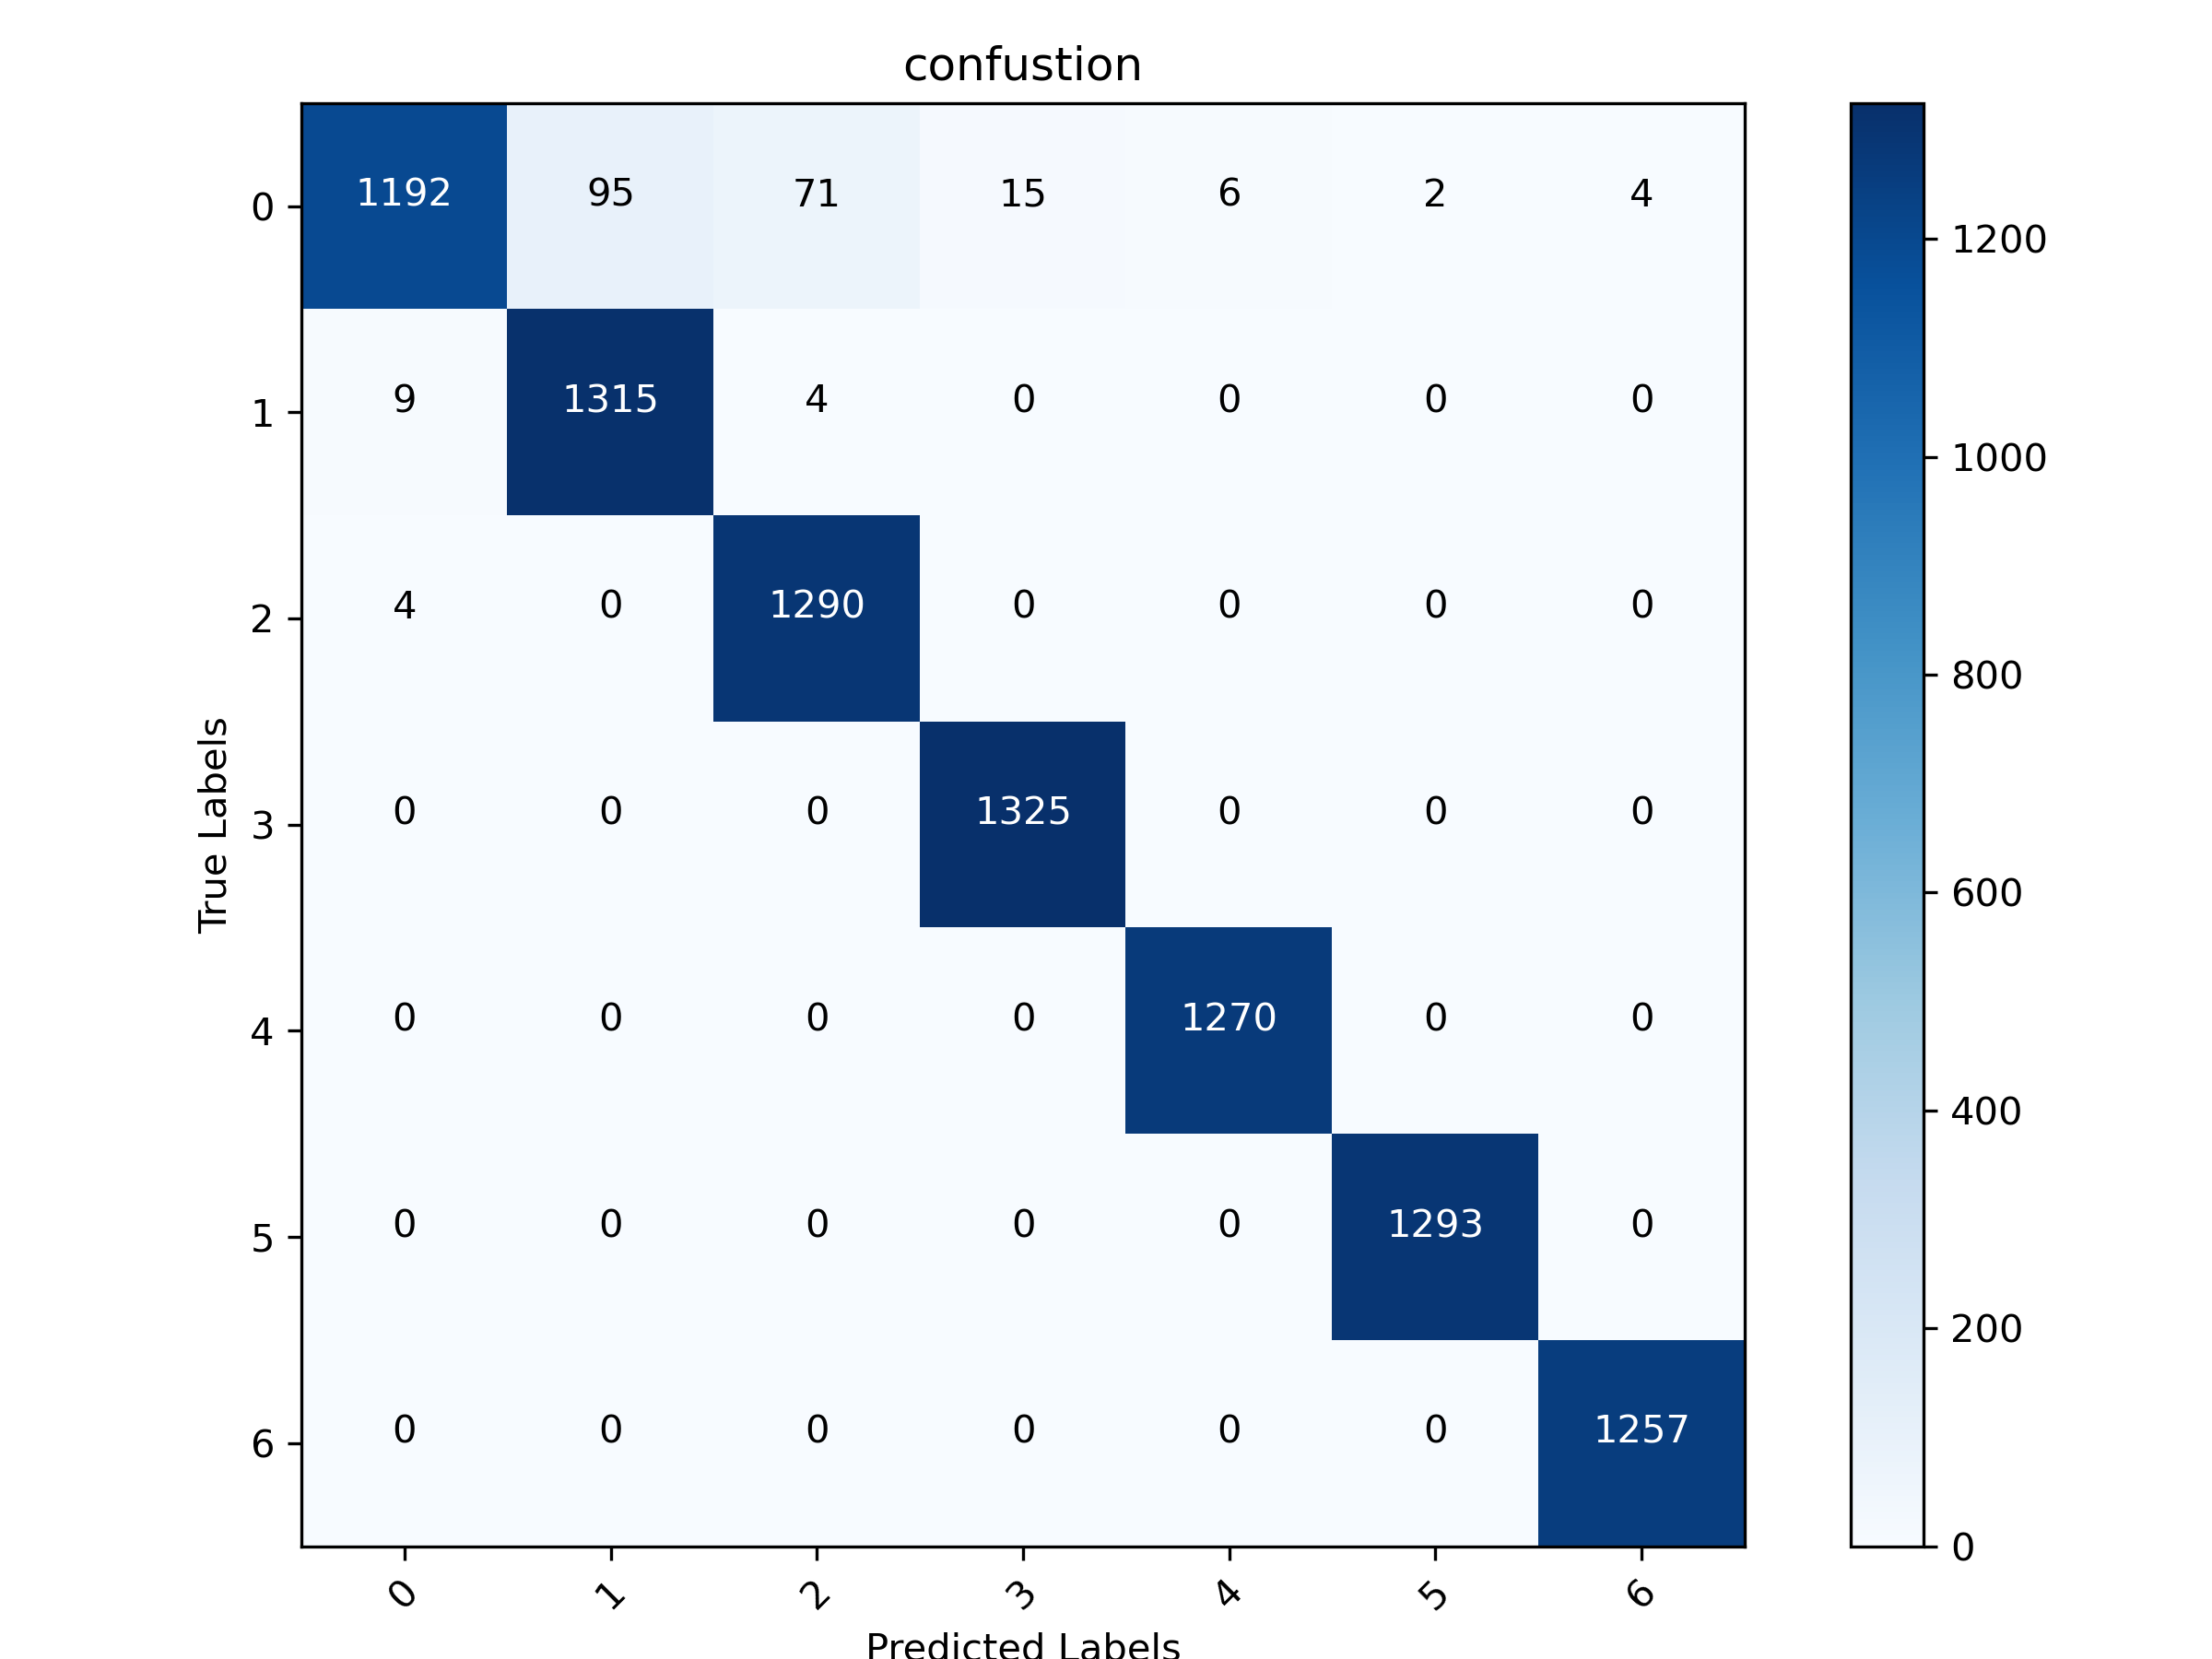 confustion
0 1192 95 71 15 6 2 4
1 9 1315 4 0 0 0 0
2 4 0 1290 0 0 0 0
3 0 0 0 1325 0 0 0
4 0 0 0 0 1270 0 0
5 0 0 0 0 0 1293 0
6 0 0 0 0 0 0 1257
0 1 2 3 4 5 6
True Labels
Predicted Labels
1200
1000
800
600
400
200
0